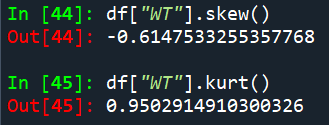 In [44]: df["WT"].skew()
Out[44]: -0.6147533255357768
In [45]: df["WT"].kurt()
Out[45]: 0.9502914910300326